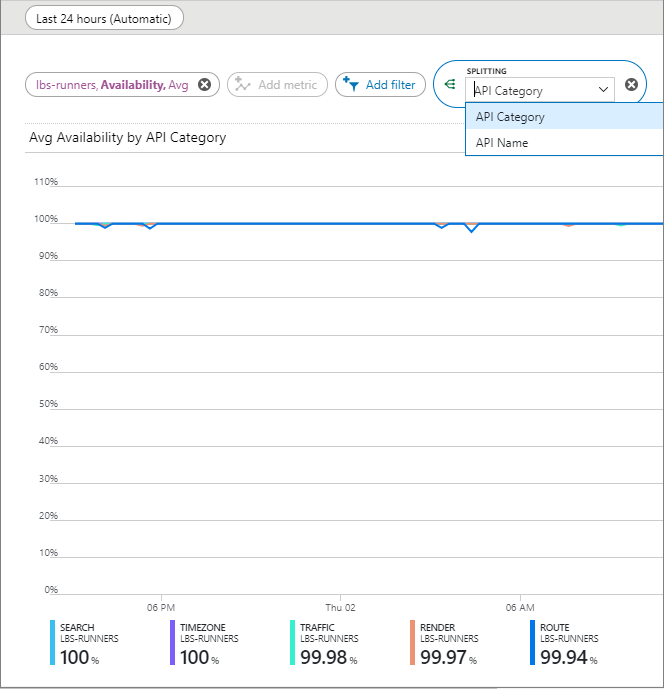 Last 24 hours (Automatic)
SPLITTING
lbs-runners, Availability, Avg
Add metric
Add filter
API Category
API Category
API Name
Avg Availability by API Category
110%
100%
90%
80%
70%
60%
50%
40%
30%
20%
10%
0%
06 PM
Thu 02
06 AM
SEARCH
LBS-RUNNERS
100 %
TIMEZONE
LBS-RUNNERS
100 %
TRAFFIC
LBS-RUNNERS
99.98 %
RENDER
LBS-RUNNERS
99.97 %
ROUTE
LBS-RUNNERS
99.94 %